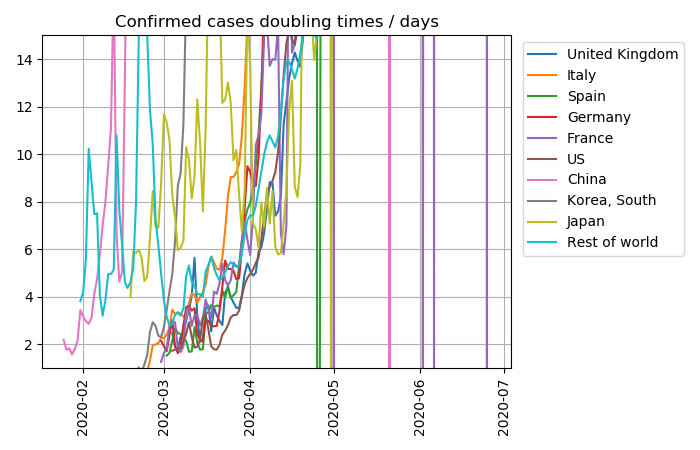 Confirmed cases doubling times / days
14
12
10
8
6
4
2
2020-02
2020-03
2020-04
2020-05
2020-06
2020-07
United Kingdom
Italy
Spain
Germany
France
US
China
Korea, South
Japan
Rest of world